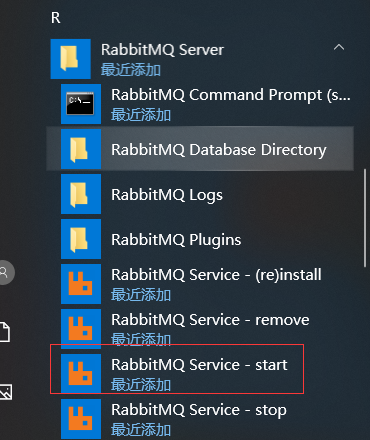 R
RabbitMQ Server
最近添加
RabbitMQ Command Prompt (s...
最近添加
RabbitMQ Database Directory
RabbitMQ Logs
RabbitMQ Plugins
RabbitMQ Service - (re)install
最近添加
RabbitMQ Service - remove
最近添加
RabbitMQ Service - start
最近添加
RabbitMQ Service - stop
最近添加